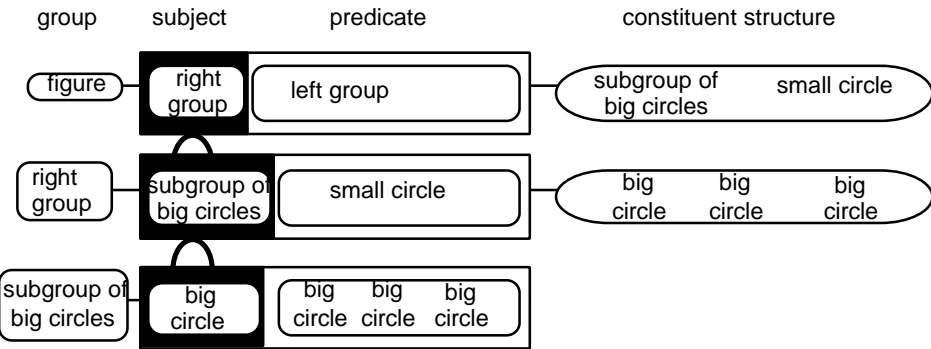 group subject predicate constituent structure
figure
right
group
left group
subgroup of
big circles
small circle
right
group
subgroup of
big circles
small circle
big
circle
big
circle
big
circle
subgroup of
big circles
big
circle
big
circle
big
circle
big
circle